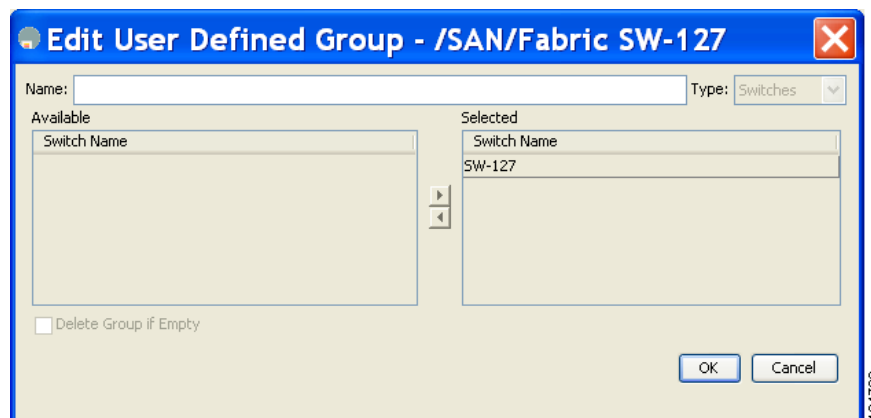 Edit User Defined Group - /SAN/Fabric SW-127
Name:
Type: Switches
Available
Selected
Switch Name
Switch Name
SW-127
Delete Group if Empty
OK
Cancel